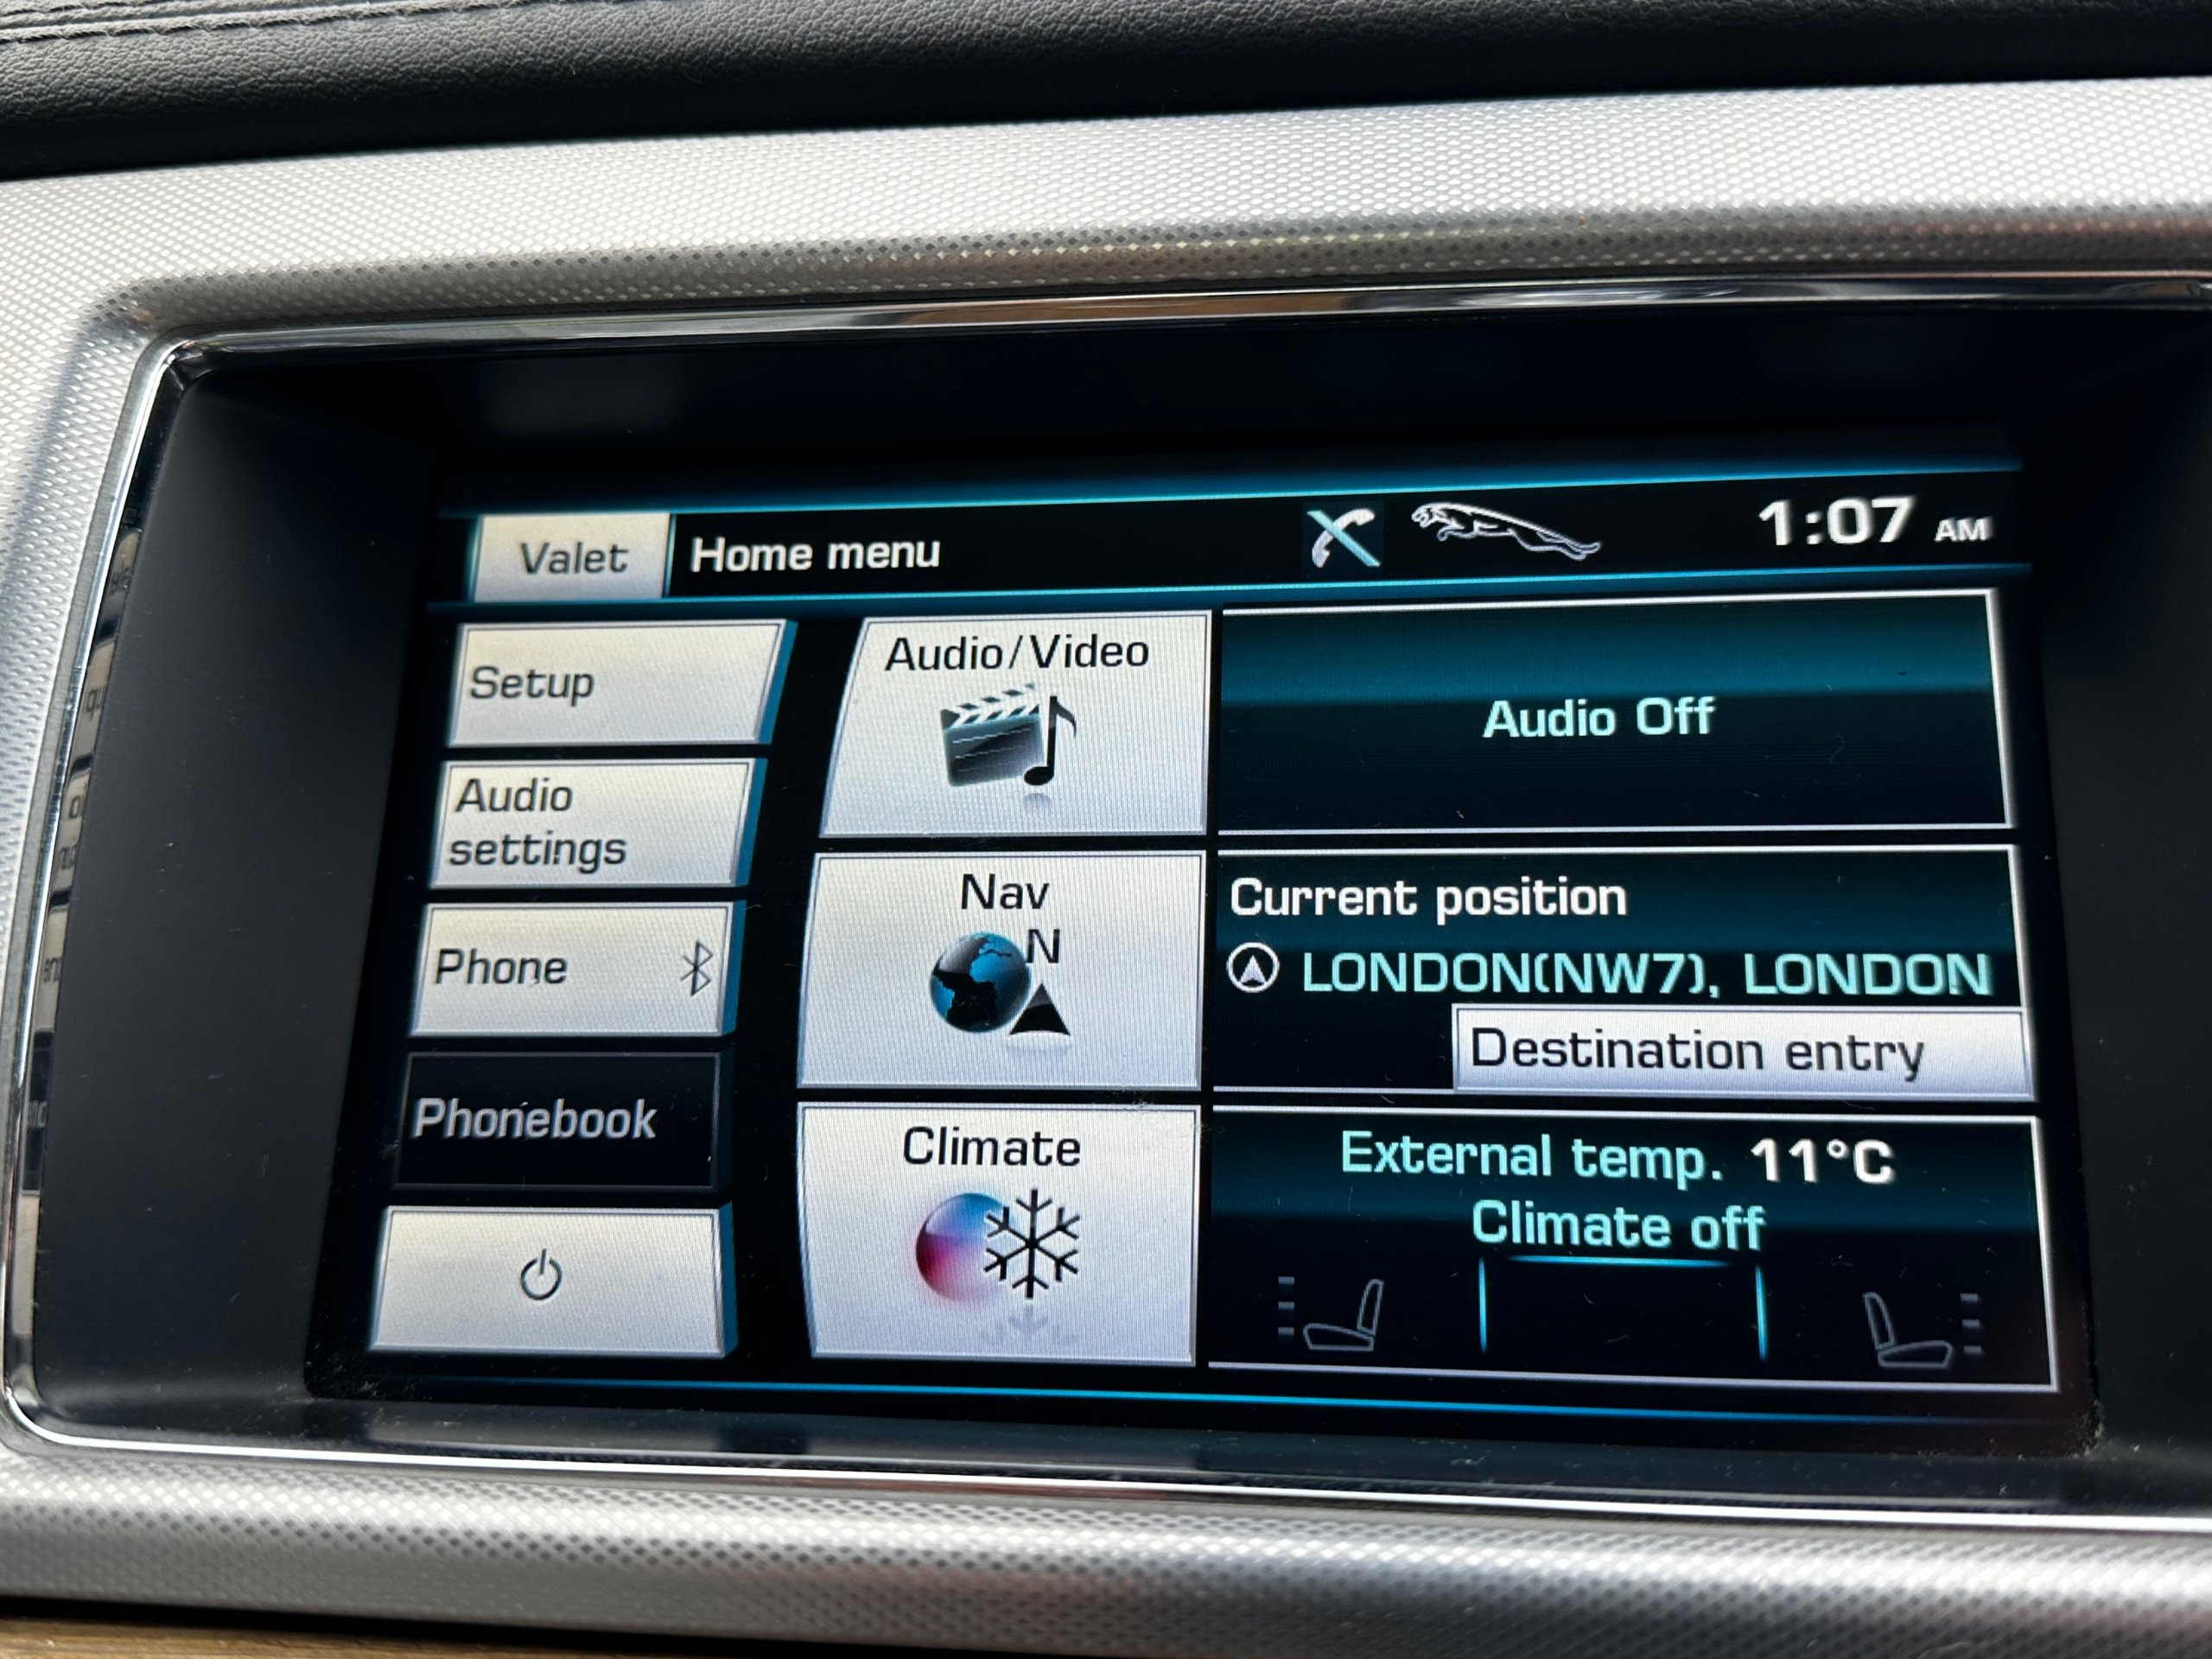 Valet
Home menu
1:07 AM
Setup
Audio
settings
Phone
Phonebook
Audio/Video
Audio Off
Nav
N
Current position
LONDON(NW7), LONDON
Destination entry
Climate
External temp. 11°C
Climate off